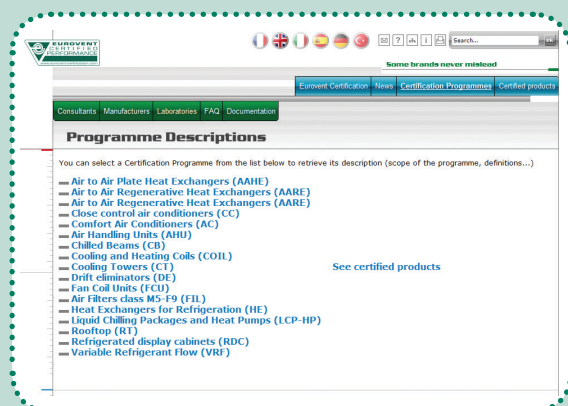 EUROVENT
CERTIFIED
PERFORMANCE
Search...
Some brands never mislead
Eurovent Certification News Certification Programmes Certified products
Consultants Manufacturers Laboratories FAQ Documentation
Programme Descriptions
You can select a Certification Programme from the list below to retrieve its description (scope of the programme, definitions...)
Air to Air Plate Heat Exchangers (AAHE)
Air to Air Regenerative Heat Exchangers (AARE)
Air to Air Regenerative Heat Exchangers (AARE)
Close control air conditioners (CC)
Comfort Air Conditioners (AC)
Air Handling Units (AHU)
Chilled Beams (CB)
Cooling and Heating Coils (COIL)
Cooling Towers (CT)
See certified products
Drift eliminators (DE)
Fan Coil Units (FCU)
Air Filters class M5-F9 (FIL)
Heat Exchangers for Refrigeration (HE)
Liquid Chilling Packages and Heat Pumps (LCP-HP)
Rooftop (RT)
Refrigerated display cabinets (RDC)
Variable Refrigerant Flow (VRF)